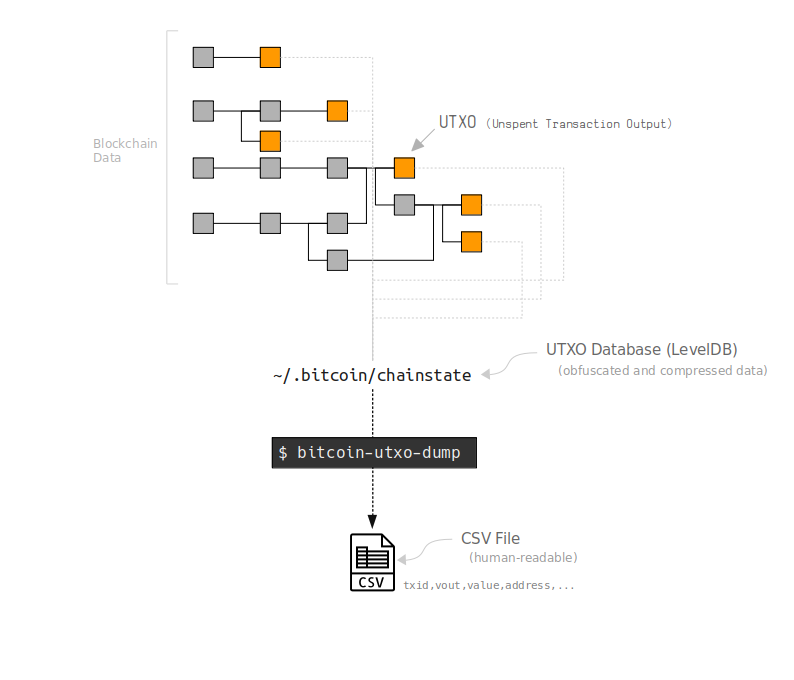 UTXO (Unspent Transaction Output)
Blockchain
Data
UTXO Database (LevelDB)
(obfuscated and compressed data)
~/.bitcoin/chainstate
$ bitcoin-utxo-dump
CSV File
(human-readable)
CSV
txid,vout,value,address,...